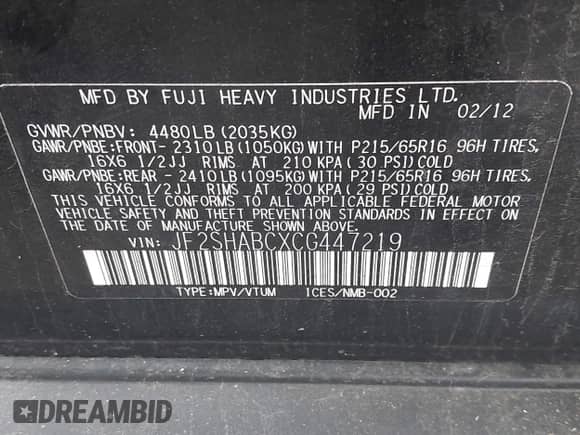 MFD BY FUJI HEAVY INDUSTRIES LTD.
MFD IN 02/12
GVWR/PNBV: 4480LB (2035KG)
GAWR/PNBE: FRONT- 2310LB (1050KG) WITH P215/65R16 96H TIRES,
16X6 1/2JJ RIMS AT 210 KPA (30 PSI) COLD
GAWR/PNBE: REAR - 2410LB (1095KG) WITH P215/65R16 96H TIRES,
16X6 1/2JJ RIMS AT 200 KPA (29 PSI) COLD
THIS VEHICLE CONFORMS TO ALL APPLICABLE FEDERAL MOTOR
VEHICLE SAFETY AND THEFT PREVENTION STANDARDS IN EFFECT
ON THE DATE OF MANUFACTURE SHOWN ABOVE.
VIN: JF2SHABCXCG447219
TYPE: MPV/VTUM ICES/NMB-002
DREAMBID